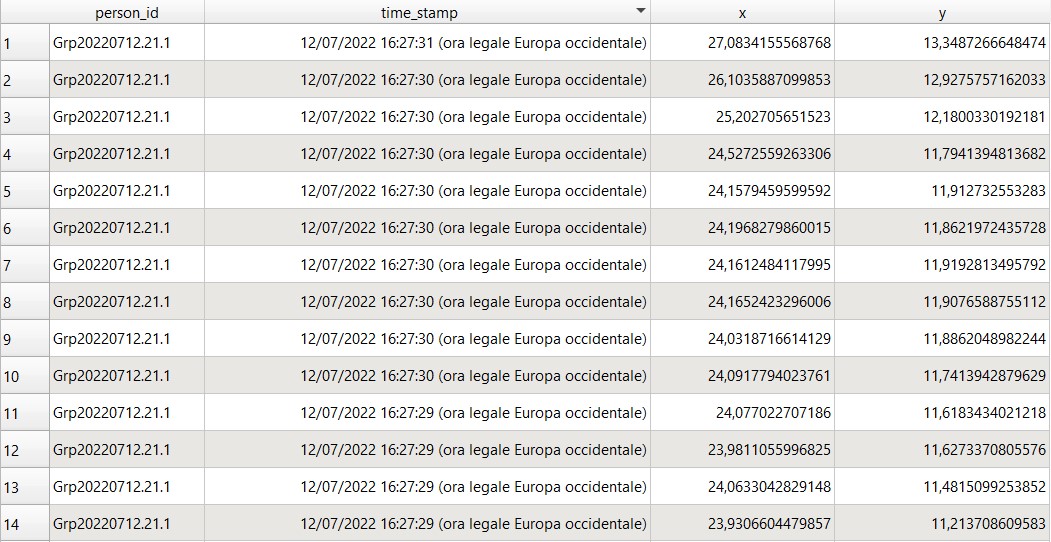 person_id time_stamp x y
1 Grp20220712.21.1 12/07/2022 16:27:31 (ora legale Europa occidentale) 27,0834155568768 13,3487266648474
2 Grp20220712.21.1 12/07/2022 16:27:30 (ora legale Europa occidentale) 26,1035887099853 12,9275757162033
3 Grp20220712.21.1 12/07/2022 16:27:30 (ora legale Europa occidentale) 25,202705651523 12,1800330192181
4 Grp20220712.21.1 12/07/2022 16:27:30 (ora legale Europa occidentale) 24,5272559263306 11,7941394813682
5 Grp20220712.21.1 12/07/2022 16:27:30 (ora legale Europa occidentale) 24,1579459599592 11,912732553283
6 Grp20220712.21.1 12/07/2022 16:27:30 (ora legale Europa occidentale) 24,1968279860015 11,8621972435728
7 Grp20220712.21.1 12/07/2022 16:27:30 (ora legale Europa occidentale) 24,1612484117995 11,9192813495792
8 Grp20220712.21.1 12/07/2022 16:27:30 (ora legale Europa occidentale) 24,1652423296006 11,9076588755112
9 Grp20220712.21.1 12/07/2022 16:27:30 (ora legale Europa occidentale) 24,0318716614129 11,8862048982244
10 Grp20220712.21.1 12/07/2022 16:27:30 (ora legale Europa occidentale) 24,0917794023761 11,7413942879629
11 Grp20220712.21.1 12/07/2022 16:27:29 (ora legale Europa occidentale) 24,077022707186 11,6183434021218
12 Grp20220712.21.1 12/07/2022 16:27:29 (ora legale Europa occidentale) 23,9811055996825 11,6273370805576
13 Grp20220712.21.1 12/07/2022 16:27:29 (ora legale Europa occidentale) 24,0633042829148 11,4815099253852
14 Grp20220712.21.1 12/07/2022 16:27:29 (ora legale Europa occidentale) 23,9306604479857 11,213708609583